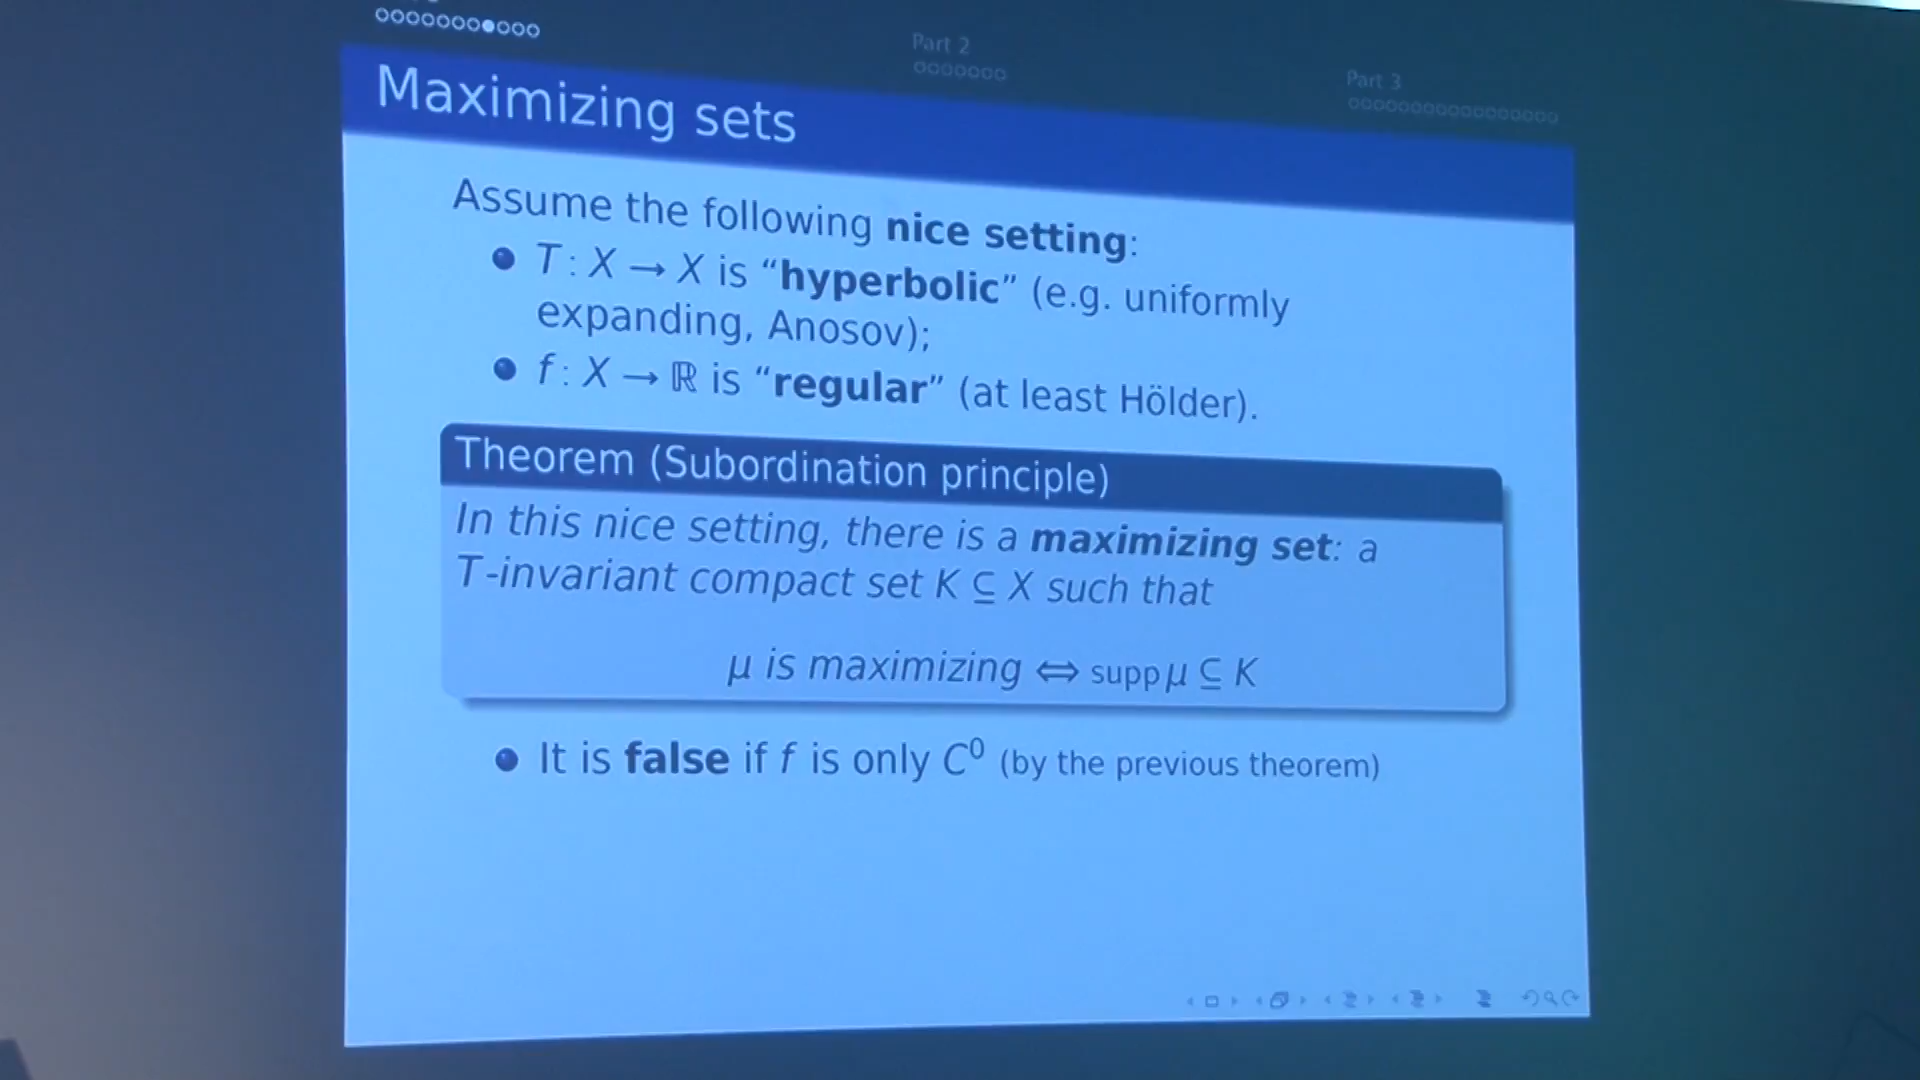 Part 2
Part 3
Maximizing sets
Assume the following nice setting:
T : X → X is “hyperbolic” (e.g. uniformly
expanding, Anosov);
f : X → ℝ is “regular” (at least Hölder).
Theorem (Subordination principle)
In this nice setting, there is a maximizing set: a
T-invariant compact set K ⊆ X such that
μ is maximizing ⇔ supp μ ⊆ K
It is false if f is only C⁰ (by the previous theorem)